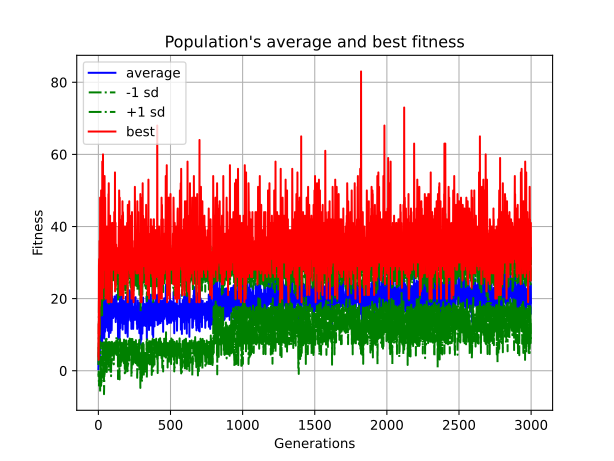 Population's average and best fitness
average
-1 sd
+1 sd
best
80
60
40
20
0
Fitness
0 500 1000 1500 2000 2500 3000
Generations